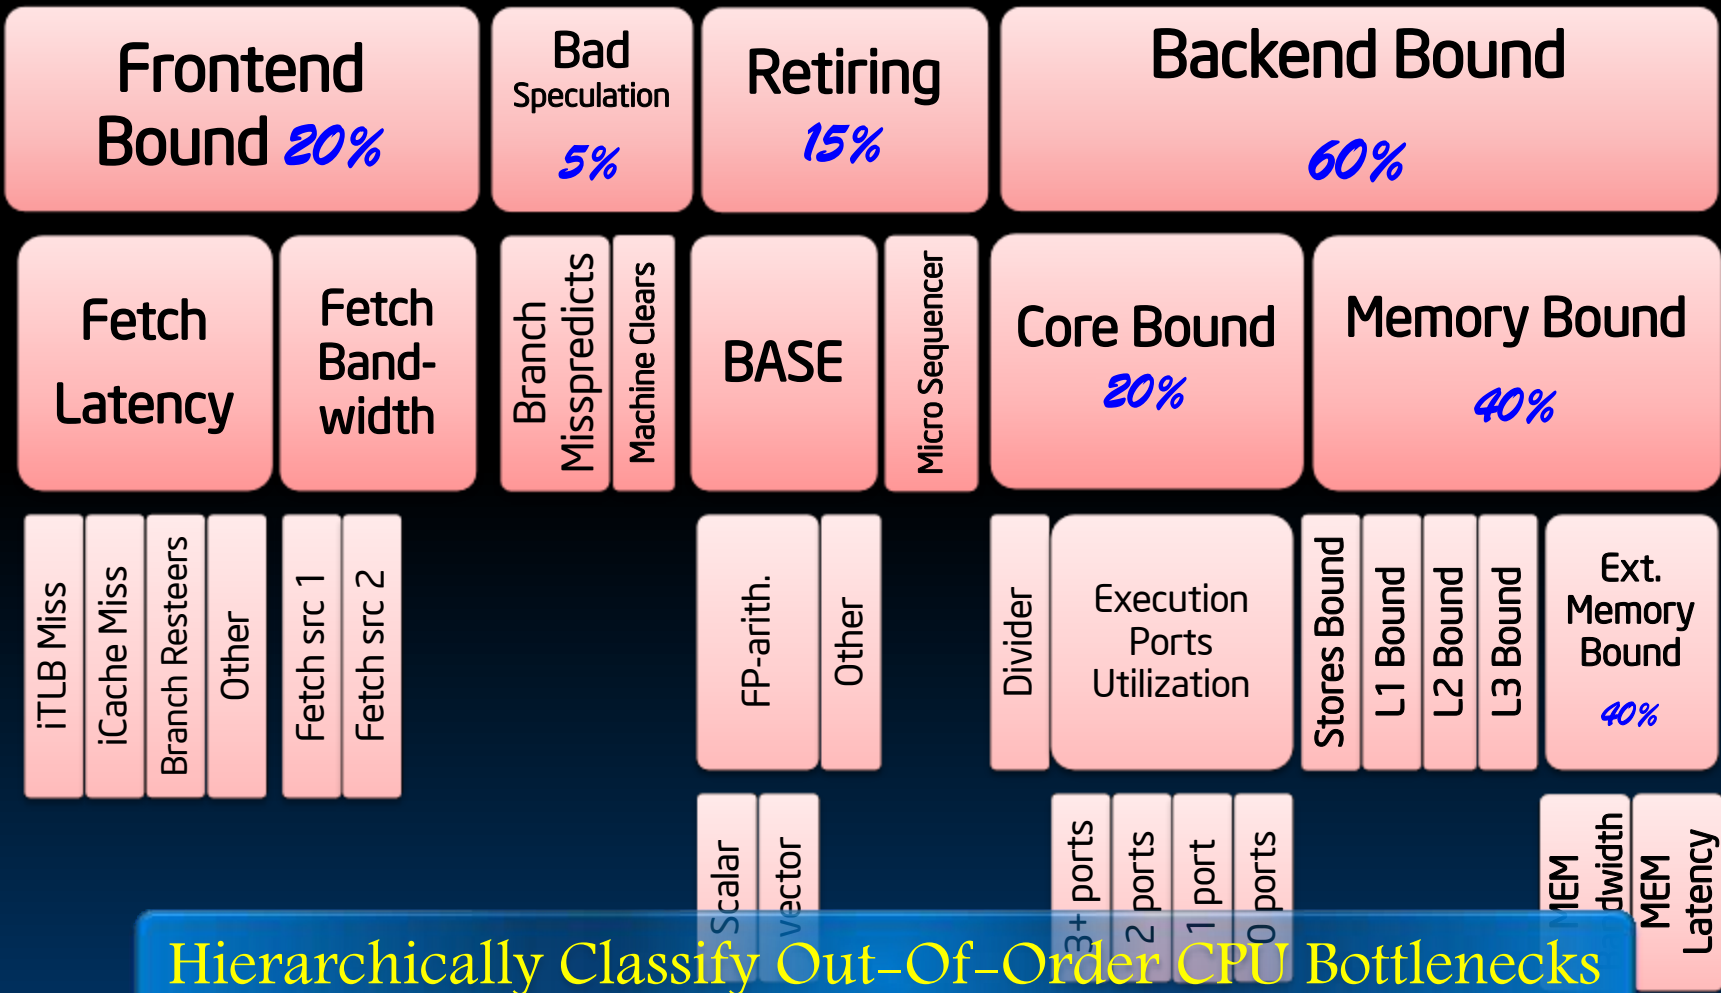 Frontend
Bound 20%
Bad
Speculation
5%
Retiring
15%
Backend Bound
60%
Fetch
Latency
Fetch
Band-
width
Branch
Misspredicts
Machine Clears
BASE
Micro Sequencer
Core Bound
20%
Memory Bound
40%
iTLB Miss
iCache Miss
Branch Resteers
Other
Fetch src 1
Fetch src 2
FP-arith.
Other
Divider
Execution
Ports
Utilization
Stores Bound
L1 Bound
L2 Bound
L3 Bound
Ext.
Memory
Bound
40%
Scalar
vector
3+ ports
2 ports
1 port
0 ports
MEM
MEM
Latency
Hierarchically Classify Out-Of-Order CPU Bottlenecks